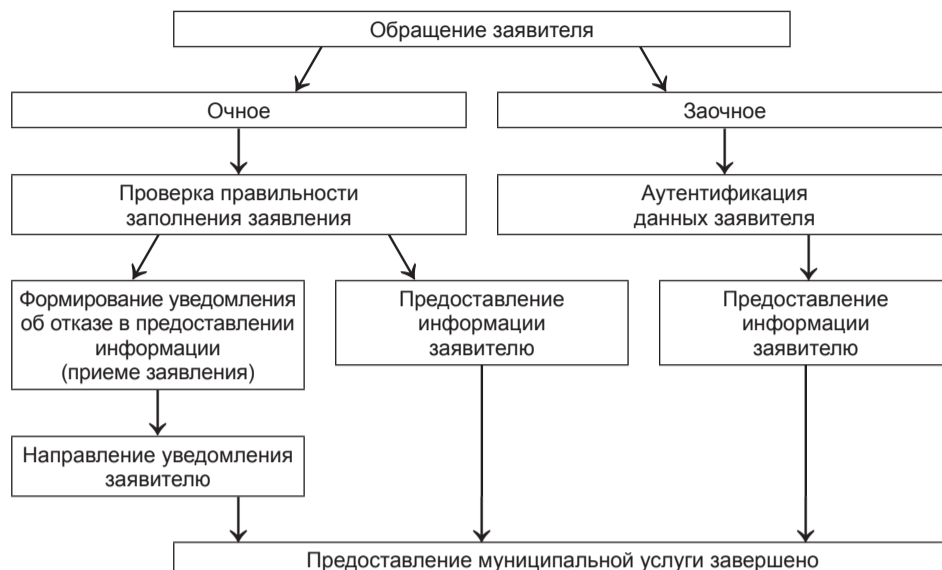 Обращение заявителя
Очное
Заочное
Проверка правильности
заполнения заявления
Аутентификация
данных заявителя
Формирование уведомления
об отказе в предоставлении
информации
(приеме заявления)
Предоставление
информации
заявителю
Предоставление
информации
заявителю
Направление уведомления
заявителю
Предоставление муниципальной услуги завершено